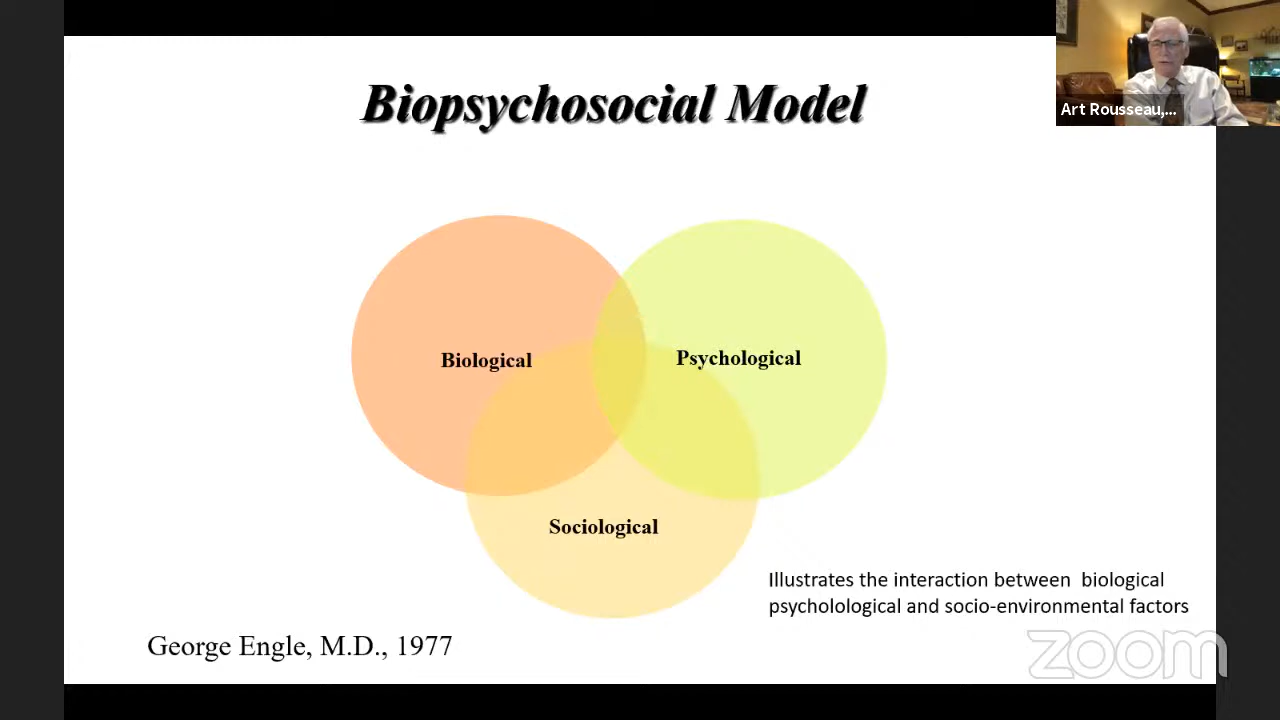 Biopsychosocial Model
Art Rousseau,...
Biological
Psychological
Sociological
Illustrates the interaction between  biological
psycholological and socio-environmental factors
George Engle, M.D., 1977
zoom